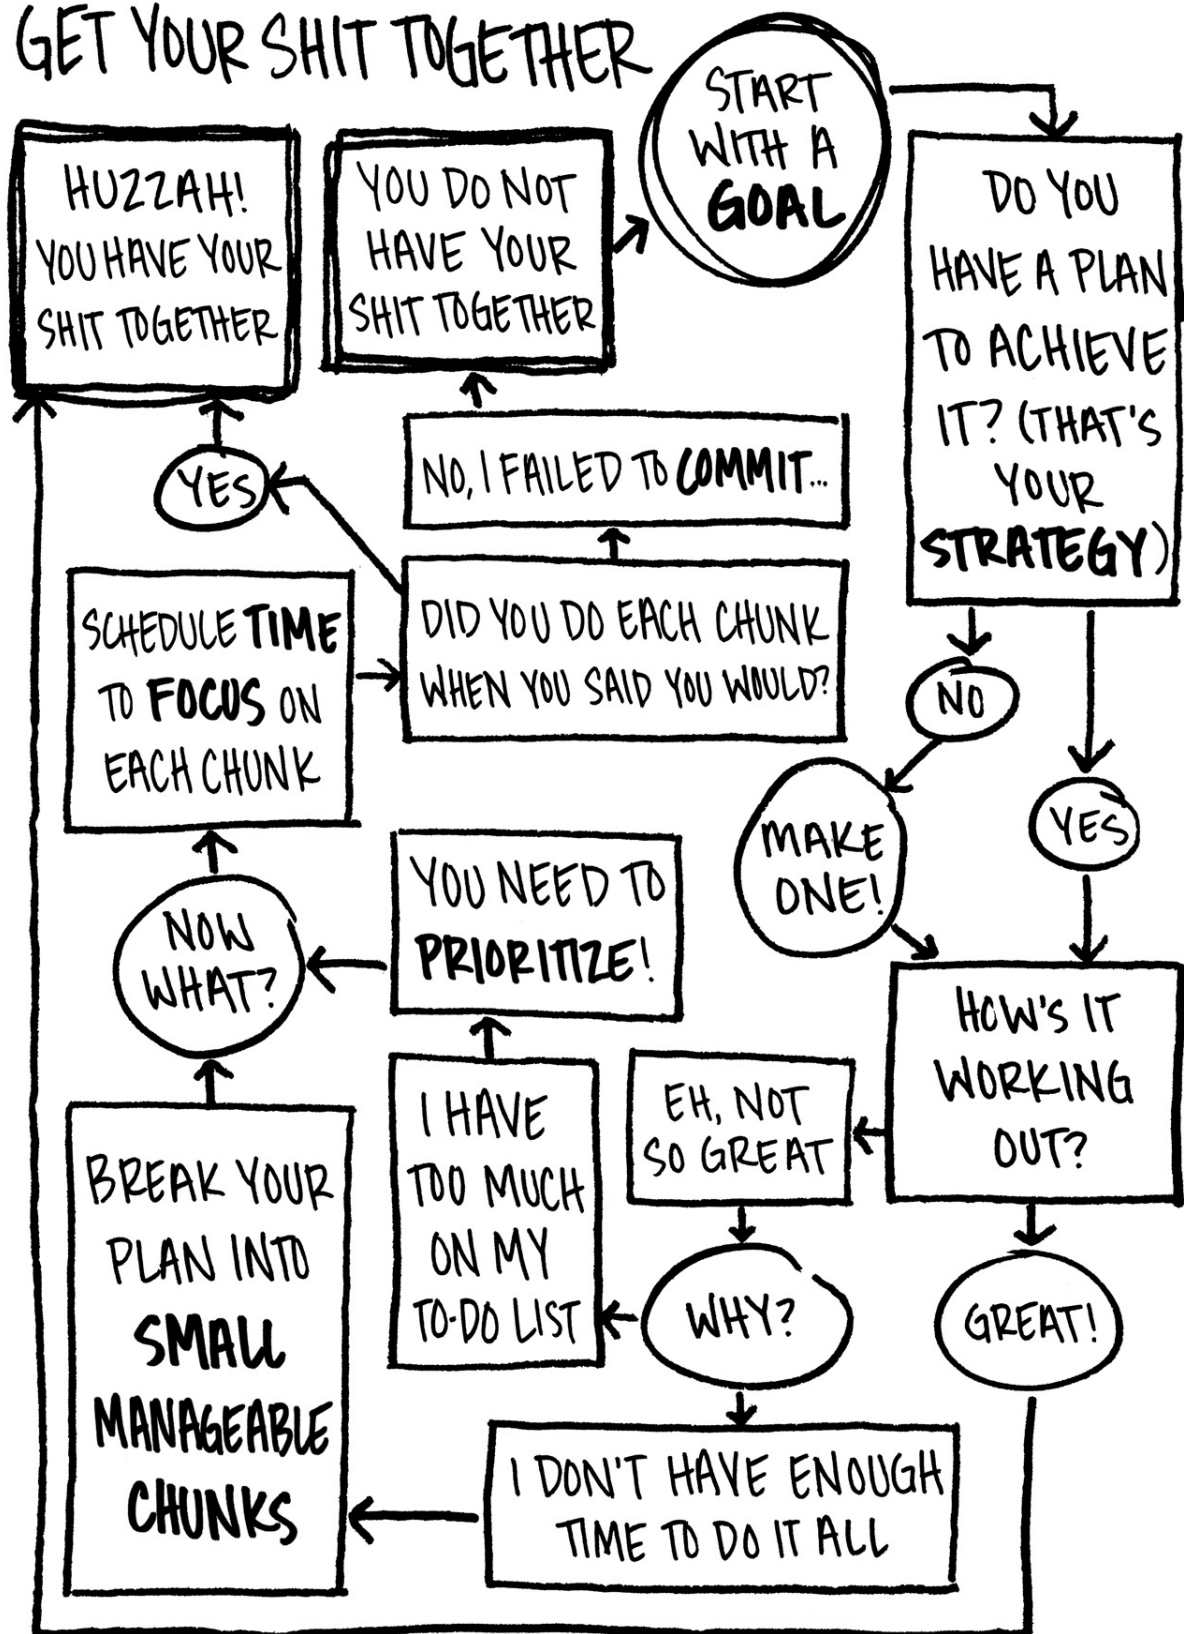 GET YOUR SHIT TOGETHER
START
WITH A
GOAL
DO YOU
HAVE A PLAN
TO ACHIEVE
IT? (THAT'S
YOUR
STRATEGY)
NO
MAKE
ONE!
YES
HOW'S IT
WORKING
OUT?
GREAT!
EH, NOT
SO GREAT
WHY?
I HAVE
TOO MUCH
ON MY
TO-DO LIST
YOU NEED TO
PRIORITIZE!
I DON'T HAVE ENOUGH
TIME TO DO IT ALL
BREAK YOUR
PLAN INTO
SMALL
MANAGEABLE
CHUNKS
NOW
WHAT?
SCHEDULE TIME
TO FOCUS ON
EACH CHUNK
DID YOU DO EACH CHUNK
WHEN YOU SAID YOU WOULD?
YES
HUZZAH!
YOU HAVE YOUR
SHIT TOGETHER
NO, I FAILED TO COMMIT...
YOU DO NOT
HAVE YOUR
SHIT TOGETHER